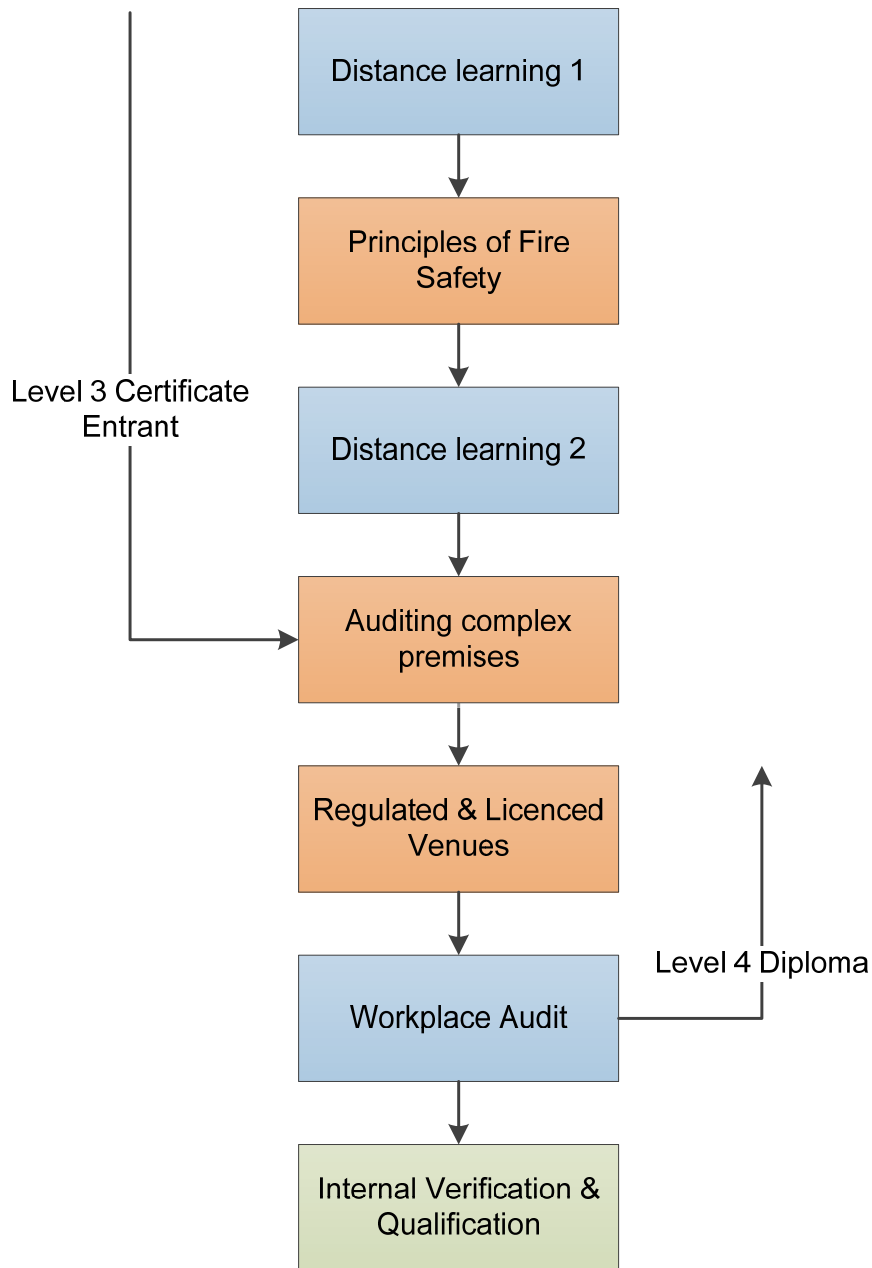 Distance learning 1
Principles of Fire
Safety
Level 3 Certificate
Entrant
Distance learning 2
Auditing complex
premises
Regulated & Licenced
Venues
Level 4 Diploma
Workplace Audit
Internal Verification &
Qualification